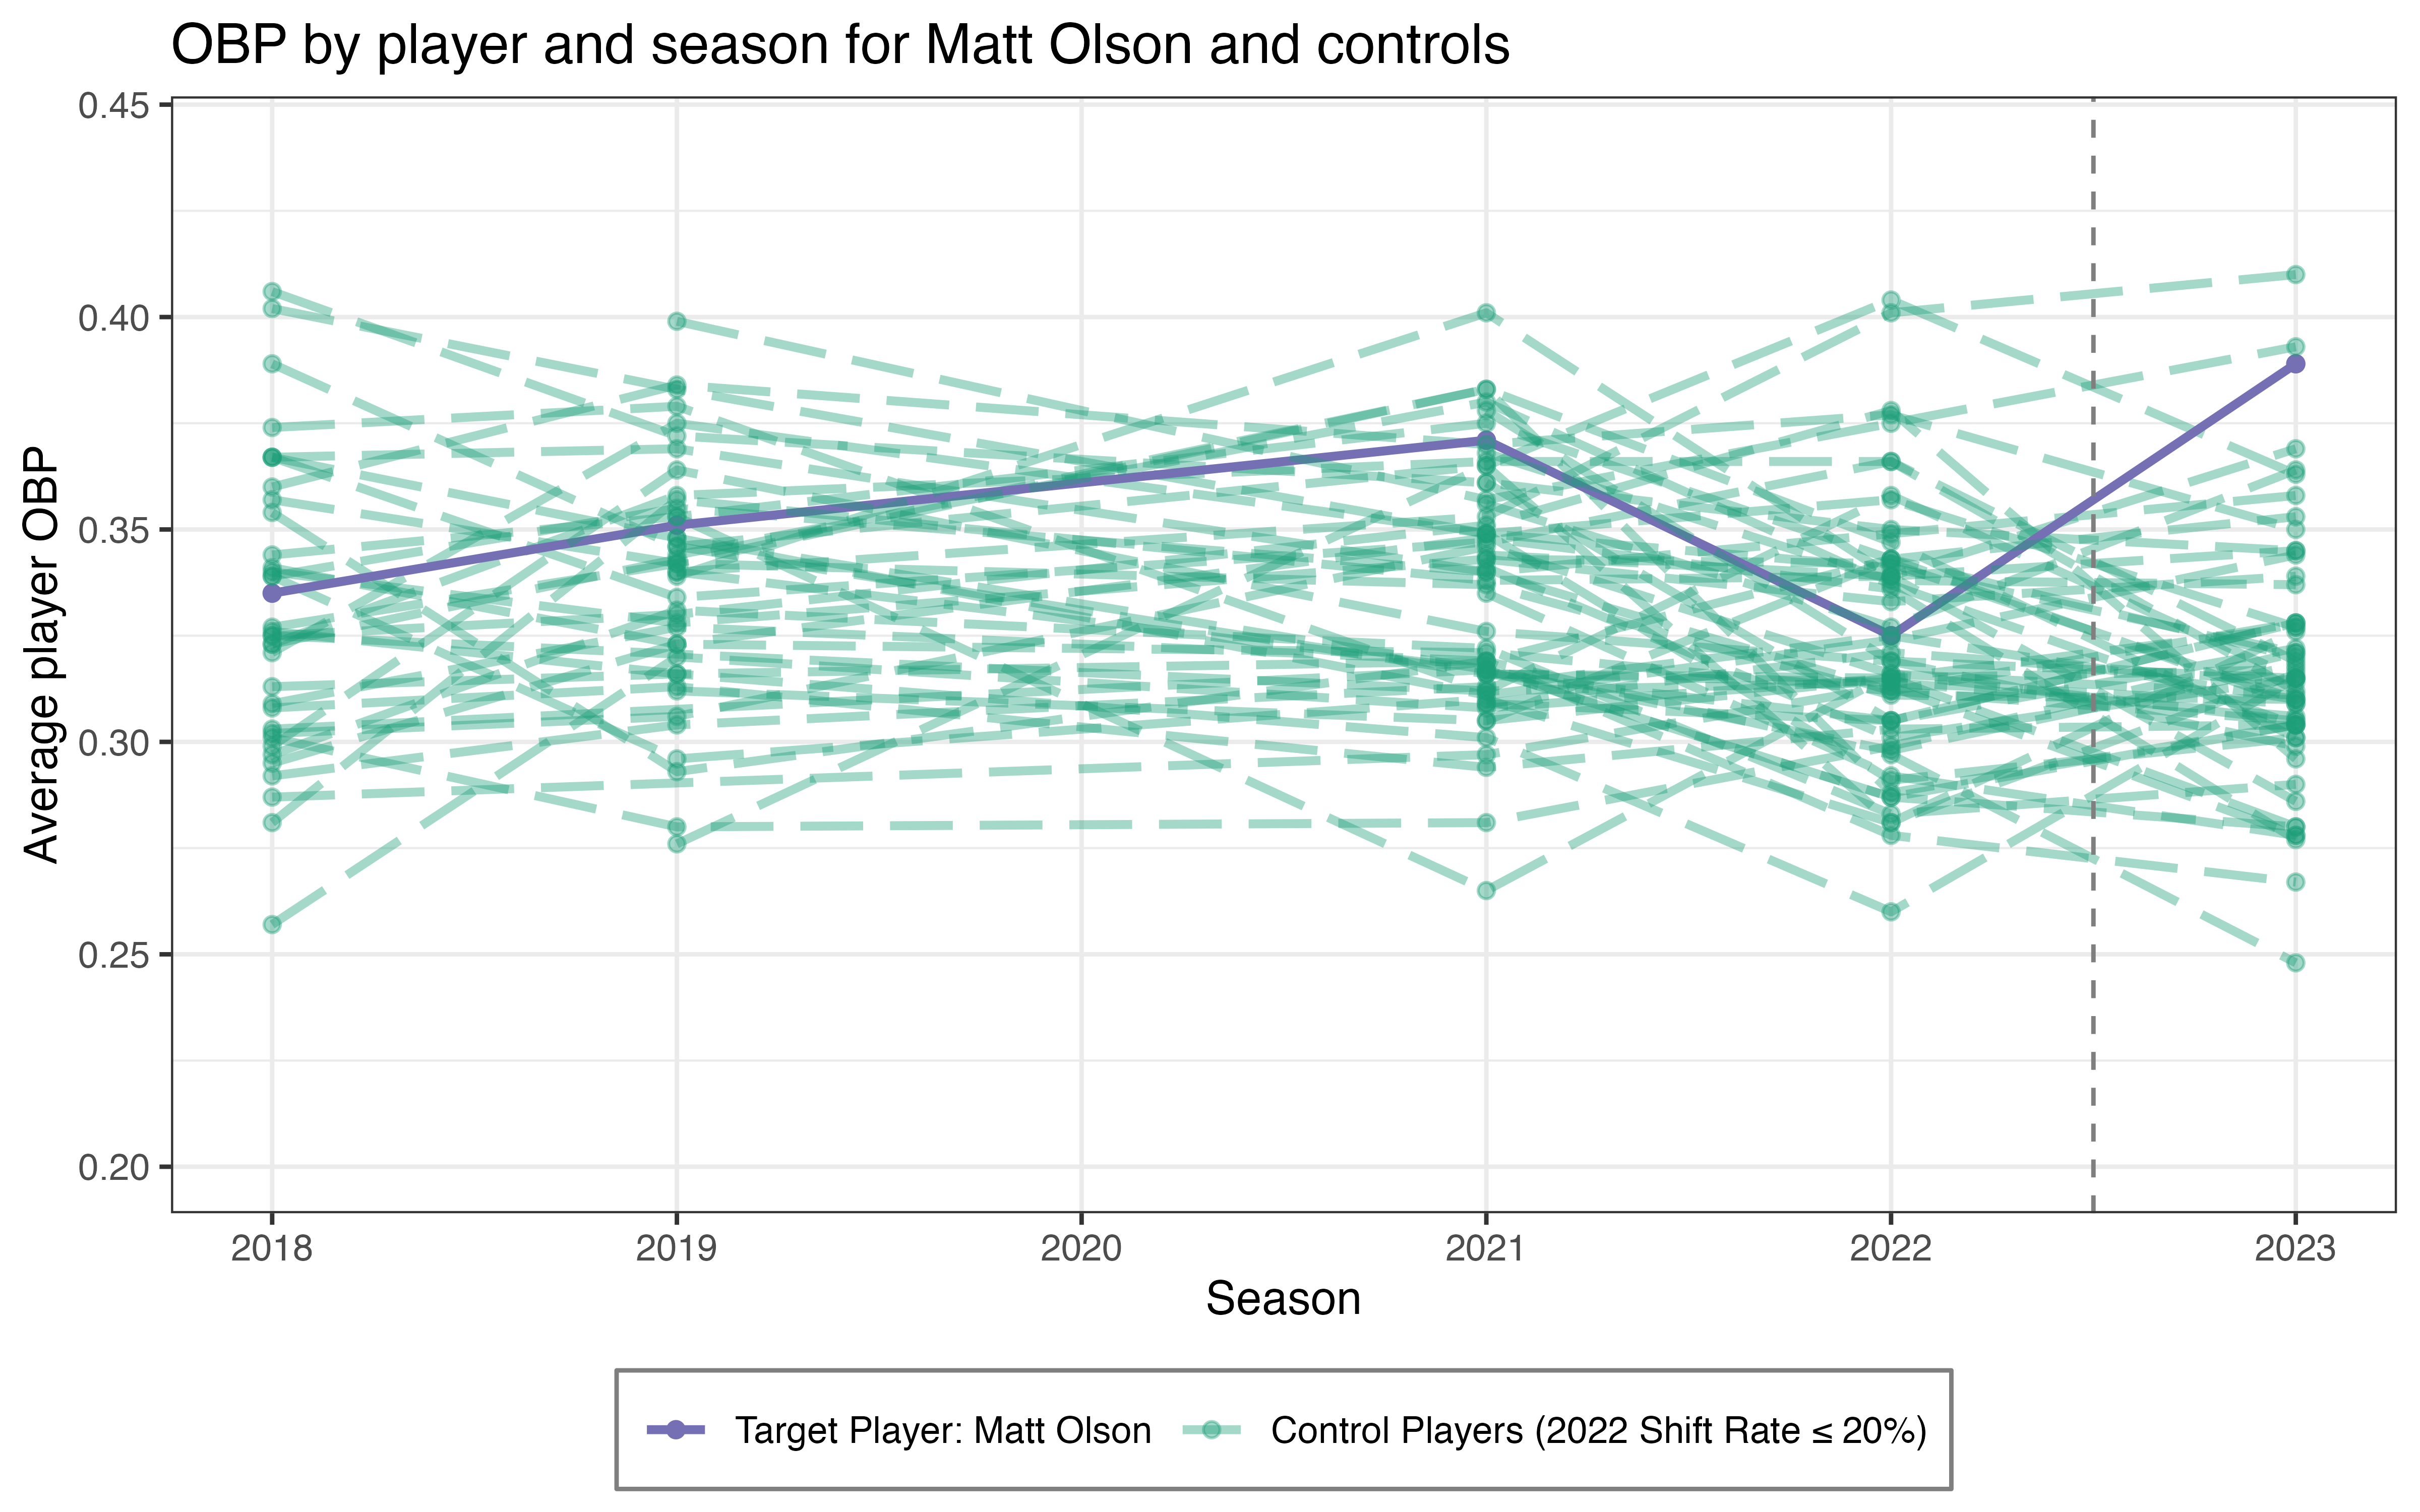 OBP by player and season for Matt Olson and controls
Average player OBP
0.45
0.40
0.35
0.30
0.25
0.20
2018 2019 2020 2021 2022 2023
Season
Target Player: Matt Olson Control Players (2022 Shift Rate ≤ 20%)